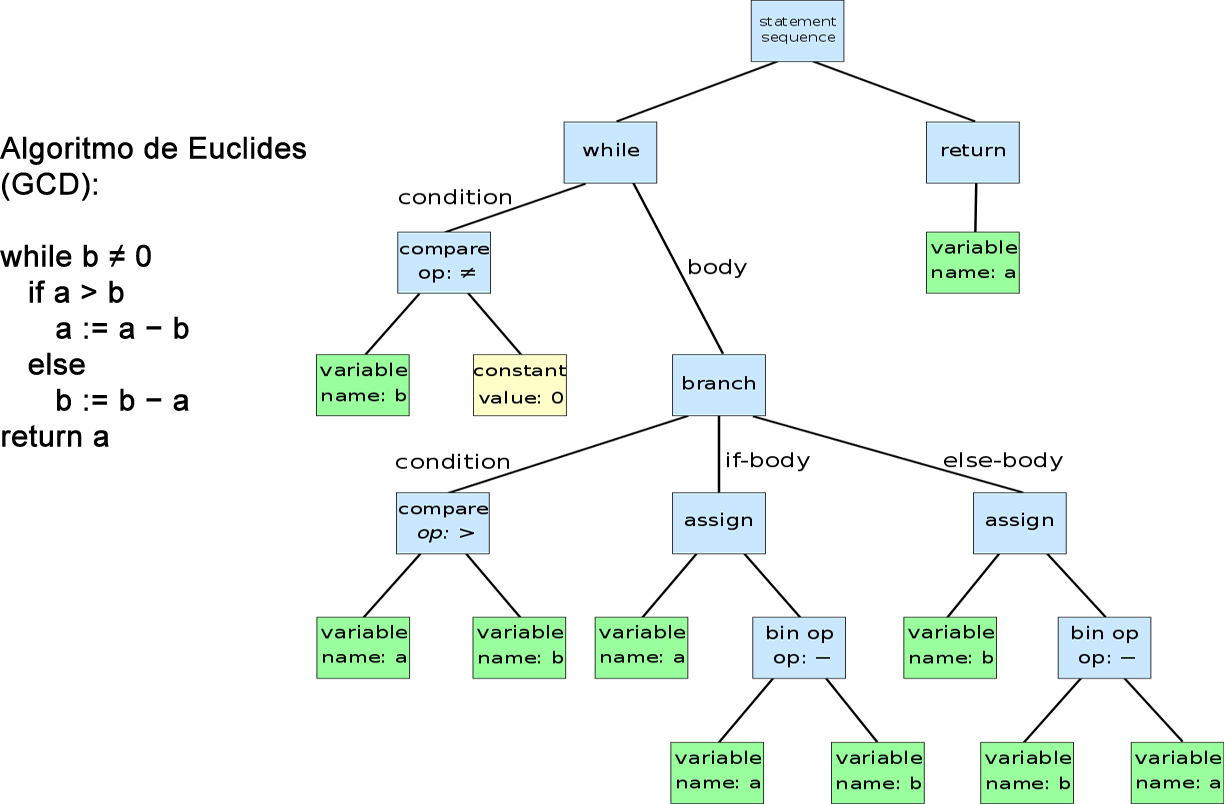 Algoritmo de Euclides
(GCD):
while b ≠ 0
if a > b
a := a − b
else
b := b − a
return a
statement
sequence
while
return
condition
body
compare
op: ≠
variable
name: a
variable
name: b
constant
value: 0
branch
condition
if-body
else-body
compare
op: >
assign
assign
variable
name: a
variable
name: b
variable
name: a
bin op
op: −
variable
name: b
bin op
op: −
variable
name: a
variable
name: b
variable
name: b
variable
name: a